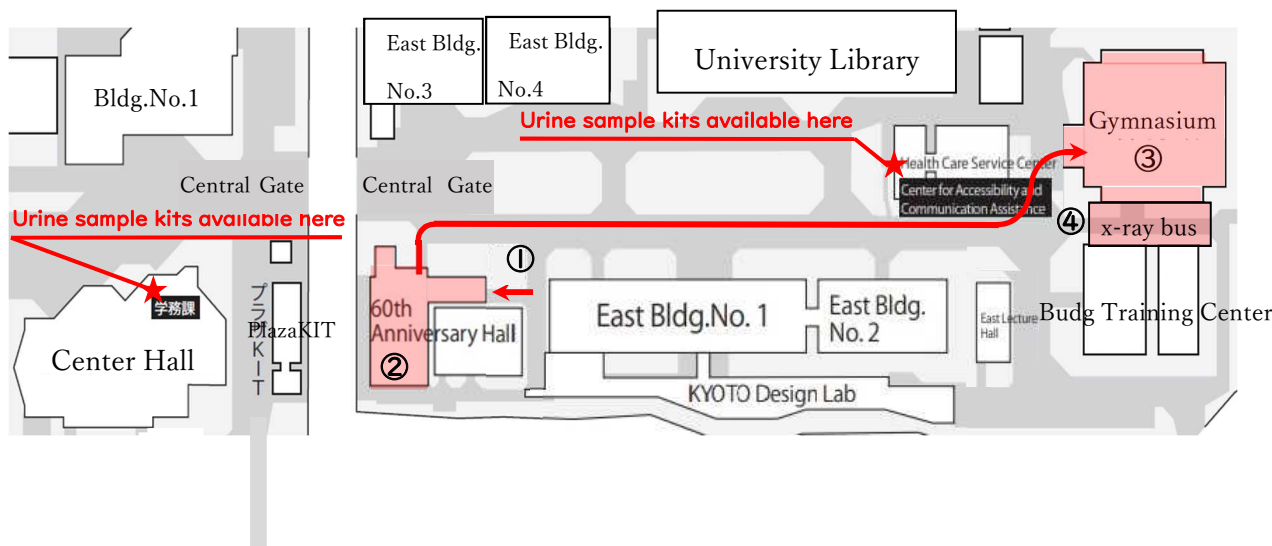 East Bldg.
No.3
East Bldg.
No.4
University Library
Bldg.No.1
Urine sample kits available here
Gymnasium
③
Health Care Service Center
Center for Accessibility and
Communication Assistance
Central Gate
Central Gate
Urine sample kits available here
④
x-ray bus
①
学務課
プラザKIT
PlazaKIT
Center Hall
60th
Anniversary Hall
②
East Bldg.No. 1
East Bldg.
No. 2
East Lecture
Hall
Budg Training Center
KYOTO Design Lab